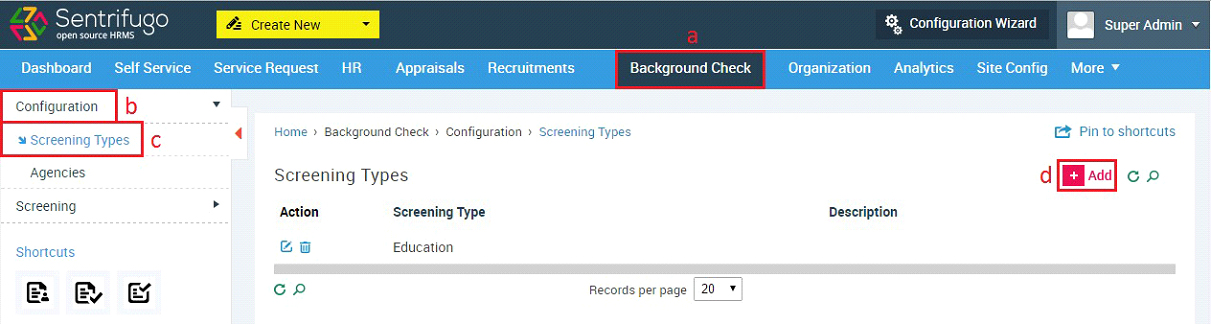 Sentrifugo
open source HRMS
Create New
Configuration Wizard
Super Admin
a
Dashboard Self Service Service Request HR Appraisals Recruitments Background Check Organization Analytics Site Config More
Configuration b
Screening Types c
Agencies
Screening
Shortcuts
Home › Background Check › Configuration › Screening Types
Pin to shortcuts
Screening Types
d + Add
Action Screening Type Description
Education
Records per page 20